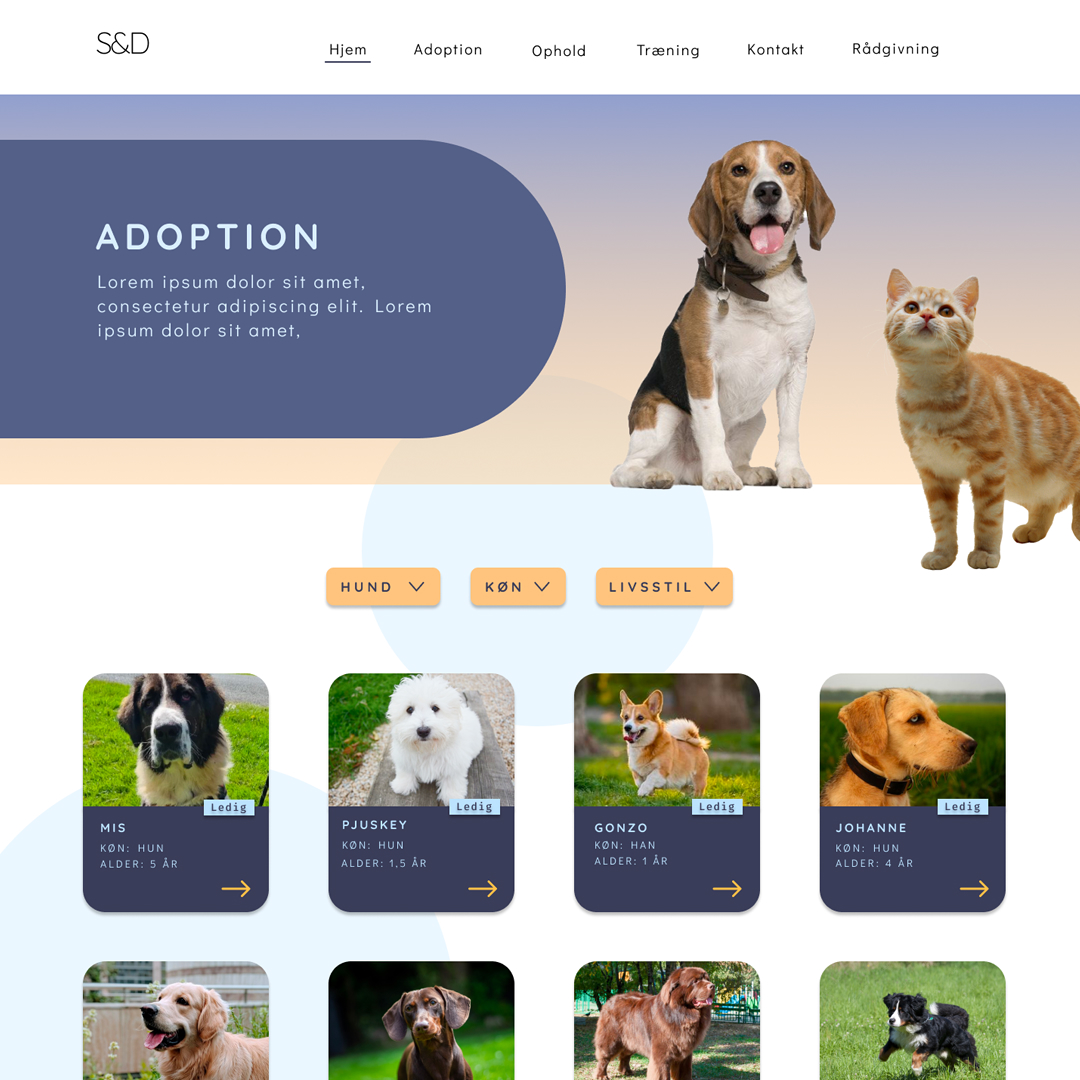 S&D
Hjem Adoption Ophold Træning Kontakt Rådgivning
ADOPTION
Lorem ipsum dolor sit amet,
consectetur adipiscing elit. Lorem
ipsum dolor sit amet,
HUND KØN LIVSSTIL
Ledig
MIS
KØN: HUN
ALDER: 5 ÅR
Ledig
PJUSKEY
KØN: HUN
ALDER: 1,5 ÅR
Ledig
GONZO
KØN: HAN
ALDER: 1 ÅR
Ledig
JOHANNE
KØN: HUN
ALDER: 4 ÅR